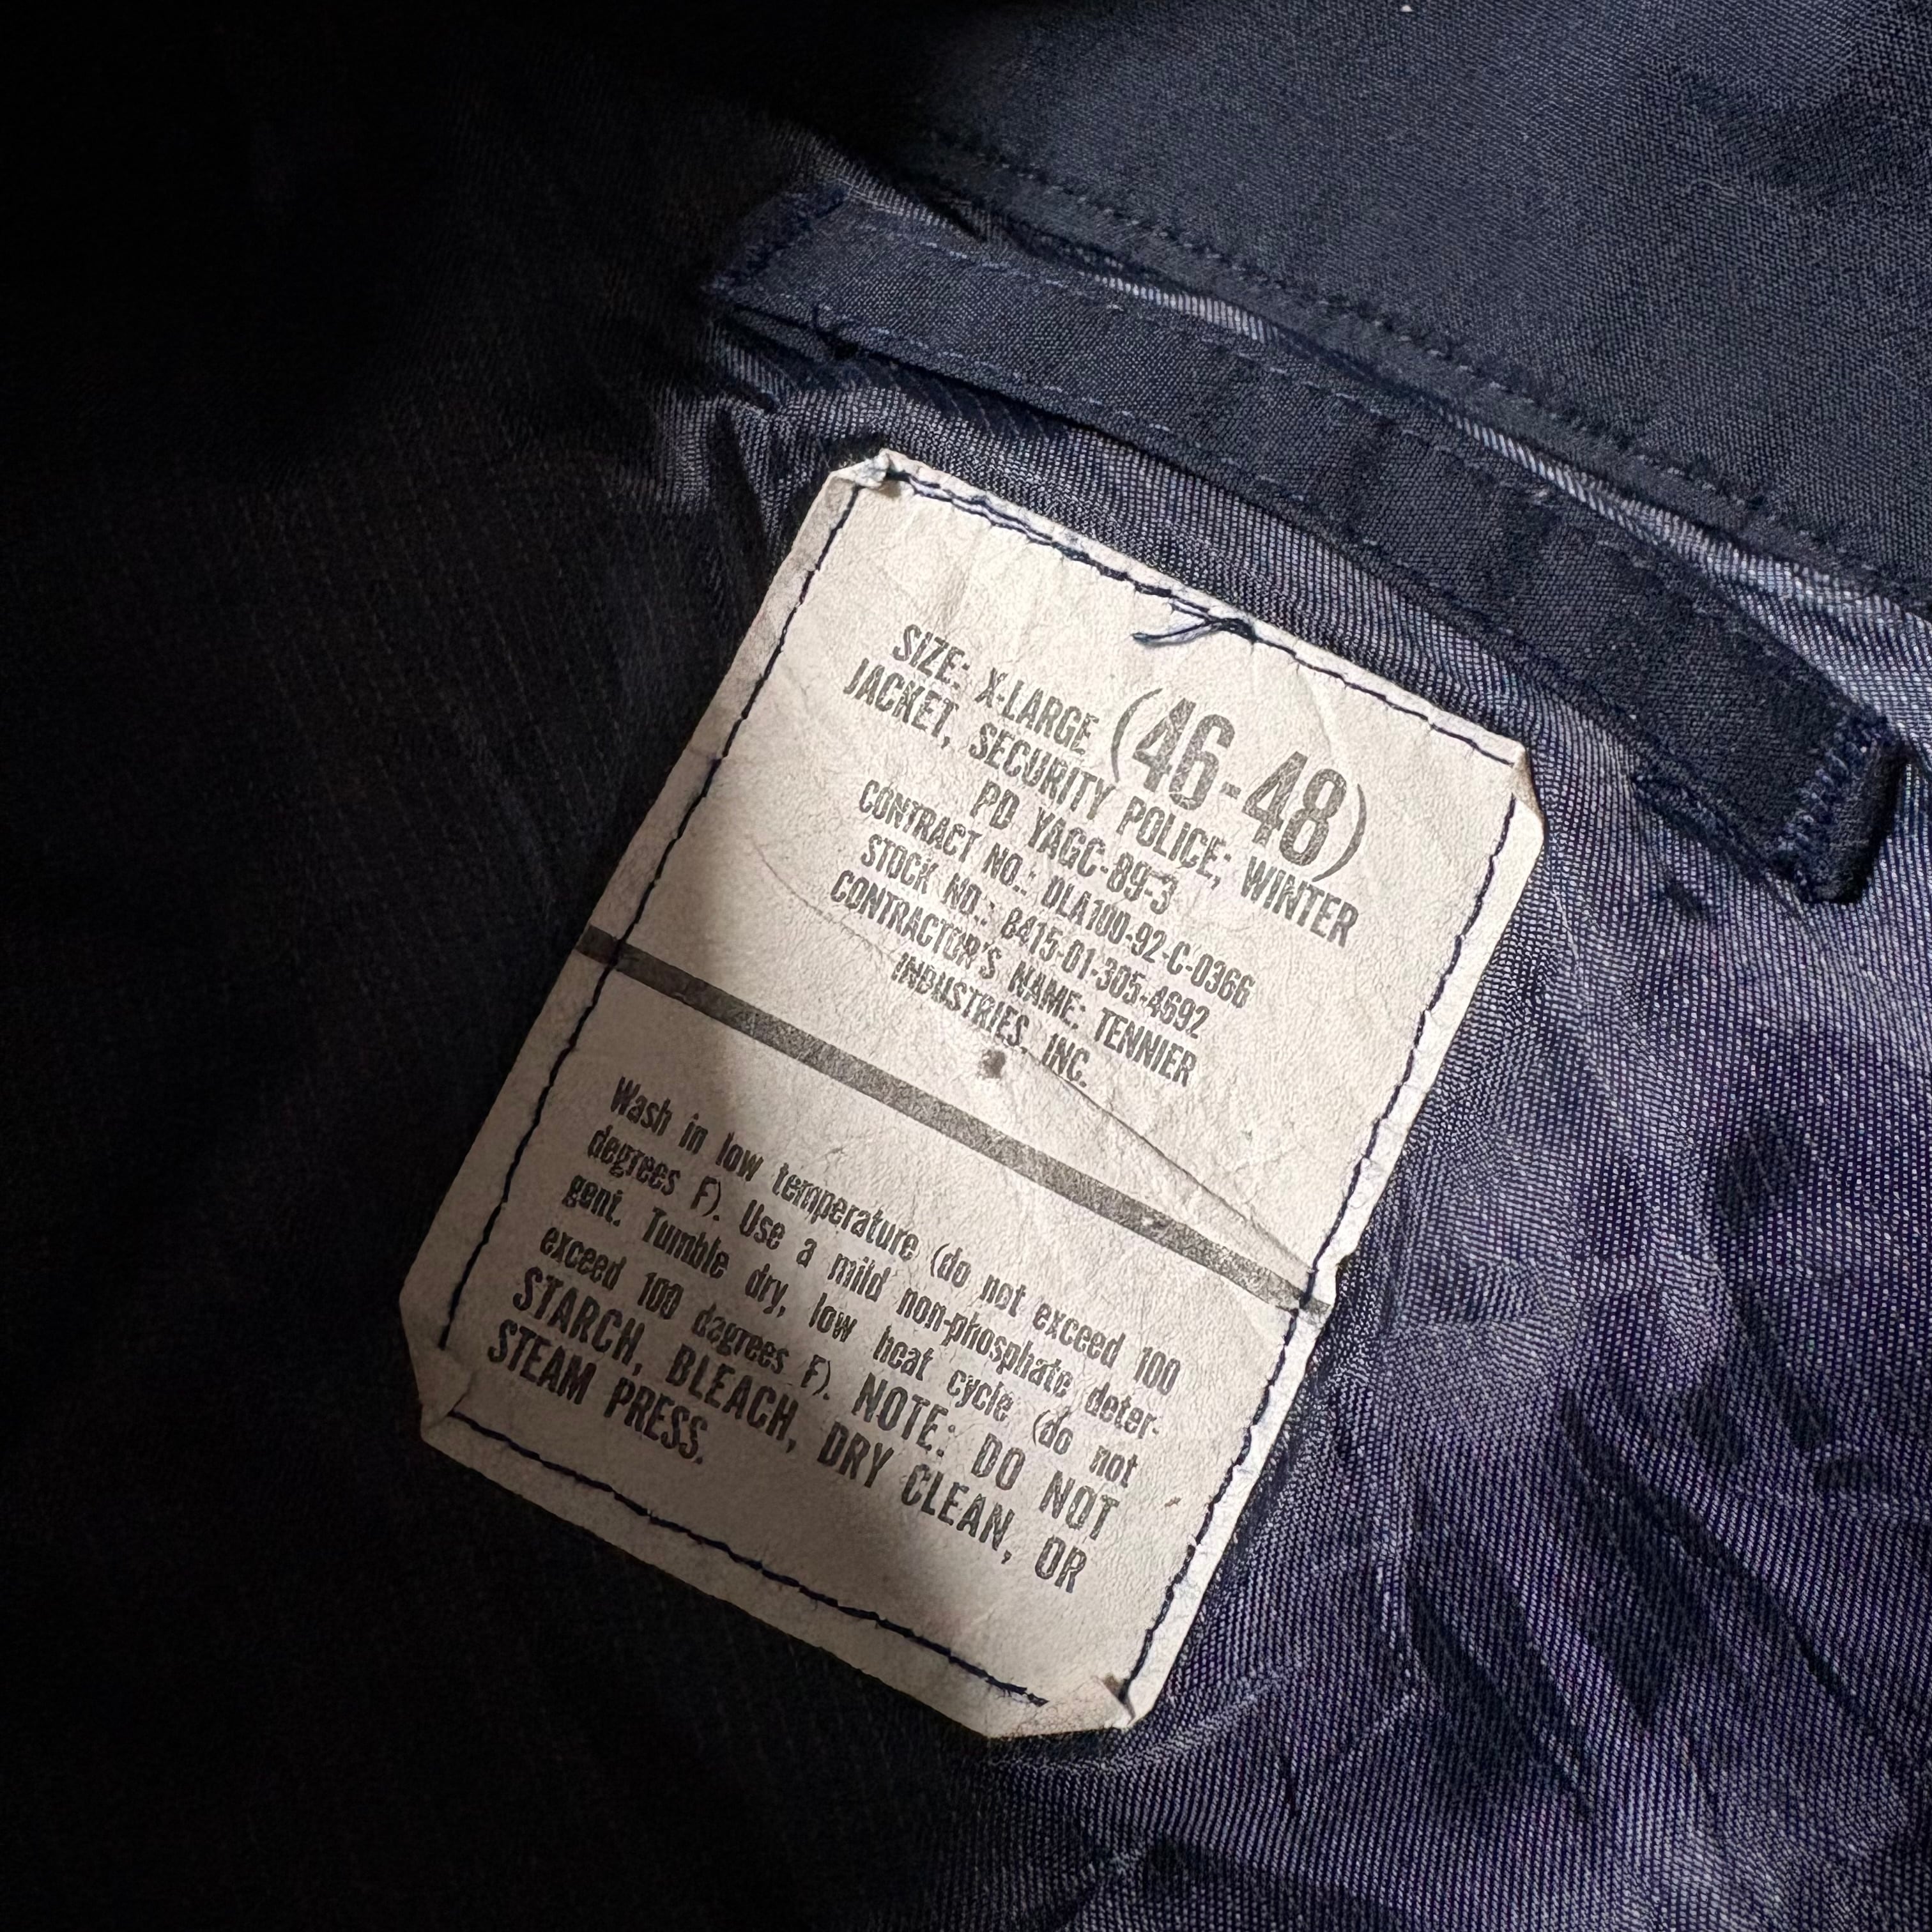 SIZE: X-LARGE (46-48)
JACKET, SECURITY POLICE; WINTER
PD YAGC-89-3
CONTRACT NO.: DLA100-92-C-0366
STOCK NO.: 8415-01-305-4692
CONTRACTOR'S NAME: TENNIER
INDUSTRIES, INC.
Wash in low temperature (do not exceed 100
degrees F). Use a mild non-phosphate deter-
gent. Tumble dry, low heat cycle (do not
exceed 100 degrees F). NOTE: DO NOT
STARCH, BLEACH, DRY CLEAN, OR
STEAM PRESS.